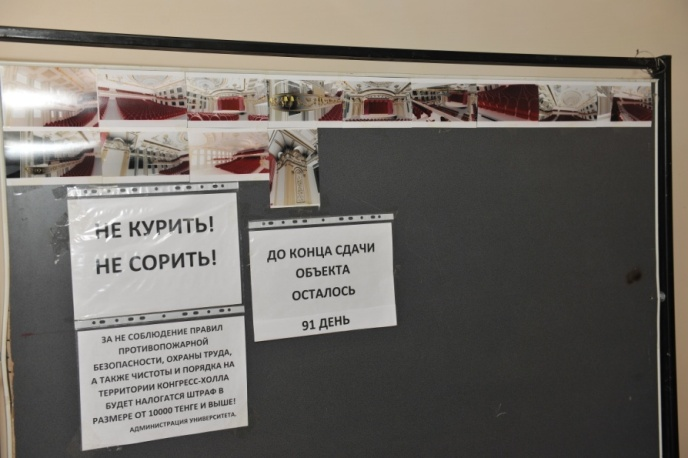 НЕ КУРИТЬ!
НЕ СОРИТЬ!
ДО КОНЦА СДАЧИ
ОБЪЕКТА
ОСТАЛОСЬ
91 ДЕНЬ
ЗА НЕ СОБЛЮДЕНИЕ ПРАВИЛ
ПРОТИВОПОЖАРНОЙ
БЕЗОПАСНОСТИ, ОХРАНЫ ТРУДА,
А ТАКЖЕ ЧИСТОТЫ И ПОРЯДКА НА
ТЕРРИТОРИИ КОНГРЕСС-ХОЛЛА
БУДЕТ НАЛОГАТСЯ ШТРАФ В
РАЗМЕРЕ ОТ 10000 ТЕНГЕ И ВЫШЕ!
АДМИНИСТРАЦИЯ УНИВЕРСИТЕТА.